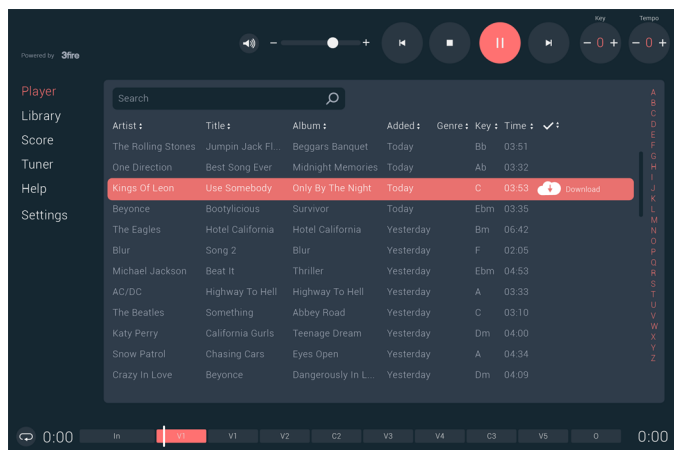 Key Tempo
− 0 + − 0 +
− +
Powered by 3fire
Player
Library
Score
Tuner
Help
Settings
Search
Artist Title Album Added Genre Key Time
The Rolling Stones Jumpin Jack Fl... Beggars Banquet Today Bb 03:51
One Direction Best Song Ever Midnight Memories Today Ab 03:32
Kings Of Leon Use Somebody Only By The Night Today C 03:53 Download
Beyonce Bootylicious Survivor Today Ebm 03:35
The Eagles Hotel California Hotel California Yesterday Bm 06:42
Blur Song 2 Blur Yesterday F 02:05
Michael Jackson Beat It Thriller Yesterday Ebm 04:53
AC/DC Highway To Hell Highway To Hell Yesterday A 03:33
The Beatles Something Abbey Road Yesterday C 03:10
Katy Perry California Gurls Teenage Dream Yesterday Dm 04:00
Snow Patrol Chasing Cars Eyes Open Yesterday A 04:34
Crazy In Love Beyonce Dangerously In L... Yesterday Dm 04:09
A
B
C
D
E
F
G
H
I
J
K
L
M
N
O
P
Q
R
S
T
U
V
W
X
Y
Z
0:00 In V1 V1 V2 C2 V3 V4 C3 V5 O 0:00